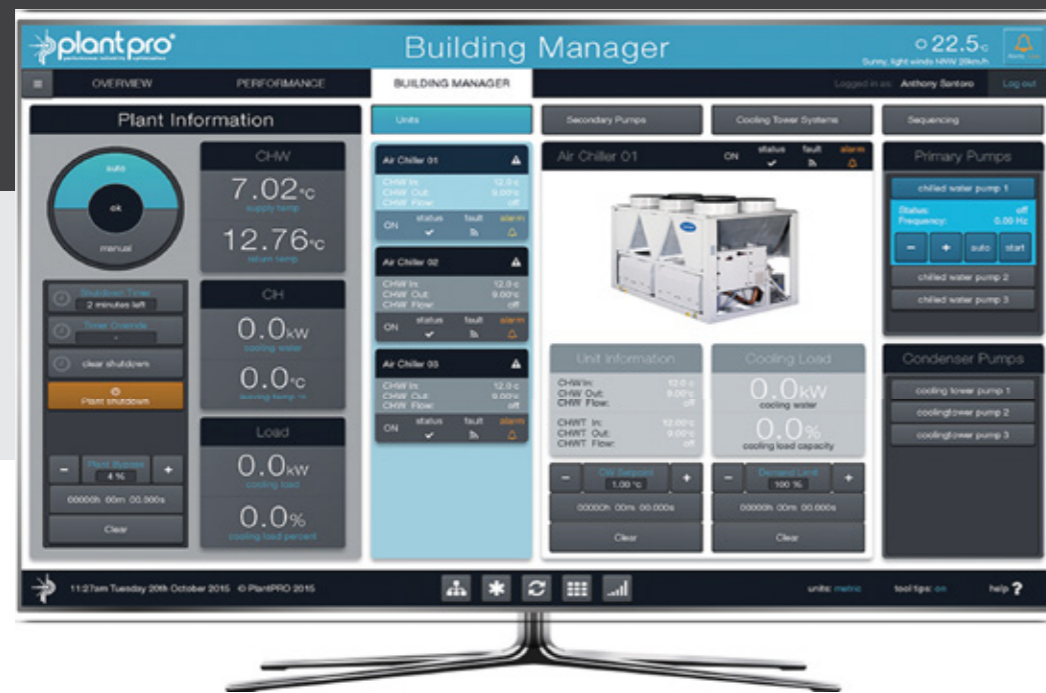 plantpro
Building Manager
22.5c
Sunny, light winds NNW 20km/h
OVERVIEW
PERFORMANCE
BUILDING MANAGER
Logged in as: Anthony Santoro
Log out
Plant Information
auto
ok
manual
Shutdown Timer
2 minutes left
Timer Override
-
clear shutdown
Plant shutdown
Plant Bypass
- 4 % +
00000h 00m 00.000s
Clear
CHW
7.02°c
supply temp
12.76°c
return temp
CH
0.0kw
cooling water
0.0°c
Load
0.0kw
cooling load
0.0%
cooling load percent
Units
Secondary Pumps
Cooling Tower Systems
Sequencing
Air Chiller 01
CHW In: 12.0 c
CHW Out: 9.00°c
CHW Flow: off
ON status fault alarm
Air Chiller 02
CHW In: 12.0 c
CHW Out: 9.00°c
CHW Flow: off
ON status fault alarm
Air Chiller 03
CHW In: 12.0 c
CHW Out: 9.00°c
CHW Flow: off
ON status fault alarm
Air Chiller 01
ON status fault alarm
Unit Information
CHW In: 12.0 c
CHW Out: 9.00°c
CHW Flow: off
CHWT In: 12.00°c
CHWT Out: 9.00°c
CHWT Flow: off
Cooling Load
0.0kw
cooling water
0.0%
cooling load capacity
CW Setpoint
- 1.00 °c +
00000h 00m 00.000s
Clear
Demand Limit
- 100 % +
00000h 00m 00.000s
Clear
Primary Pumps
chilled water pump 1
Status: off
Frequency: 0.00 Hz
- + auto start
chilled water pump 2
chilled water pump 3
Condenser Pumps
cooling tower pump 1
coolingtower pump 2
coolingtower pump 3
11:27am Tuesday 20th October 2015 © PlantPRO 2015
units: metric
tool tips: on
help ?